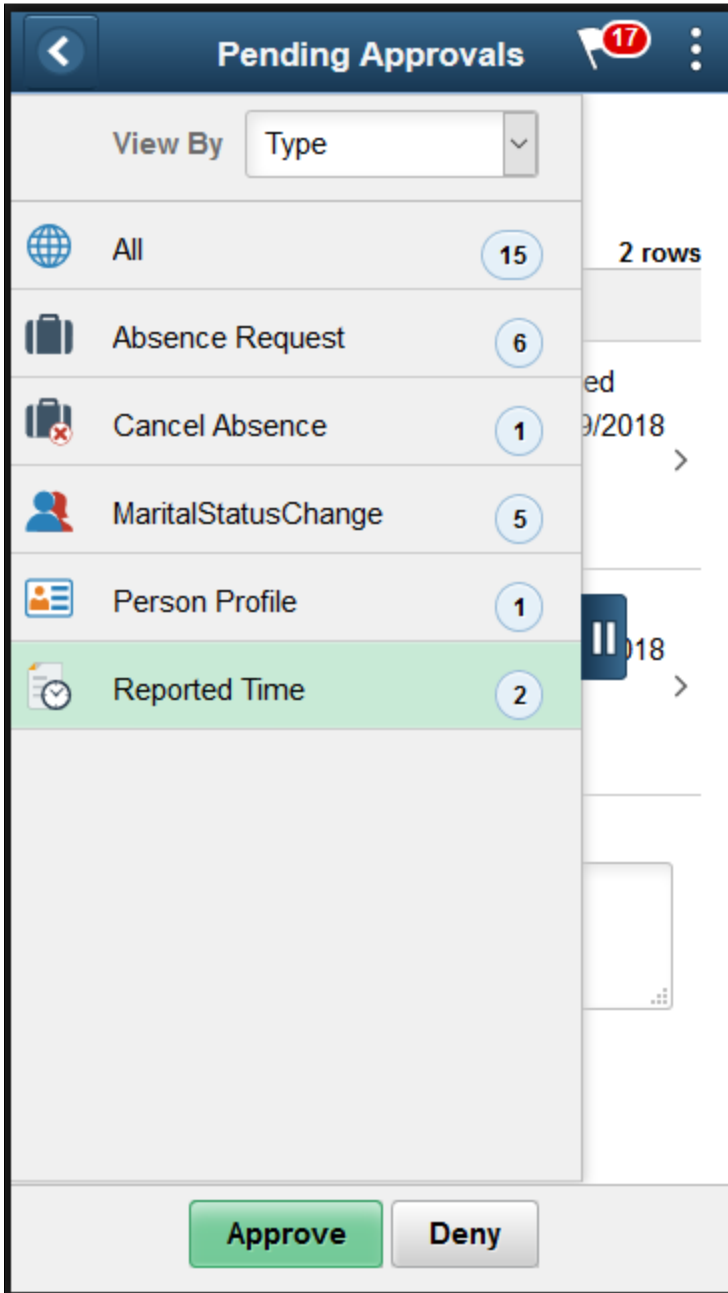 Pending Approvals 17
View By Type
All 15
2 rows
Absence Request 6
ed
Cancel Absence 1
9/2018
MaritalStatusChange 5
Person Profile 1
018
Reported Time 2
Approve Deny